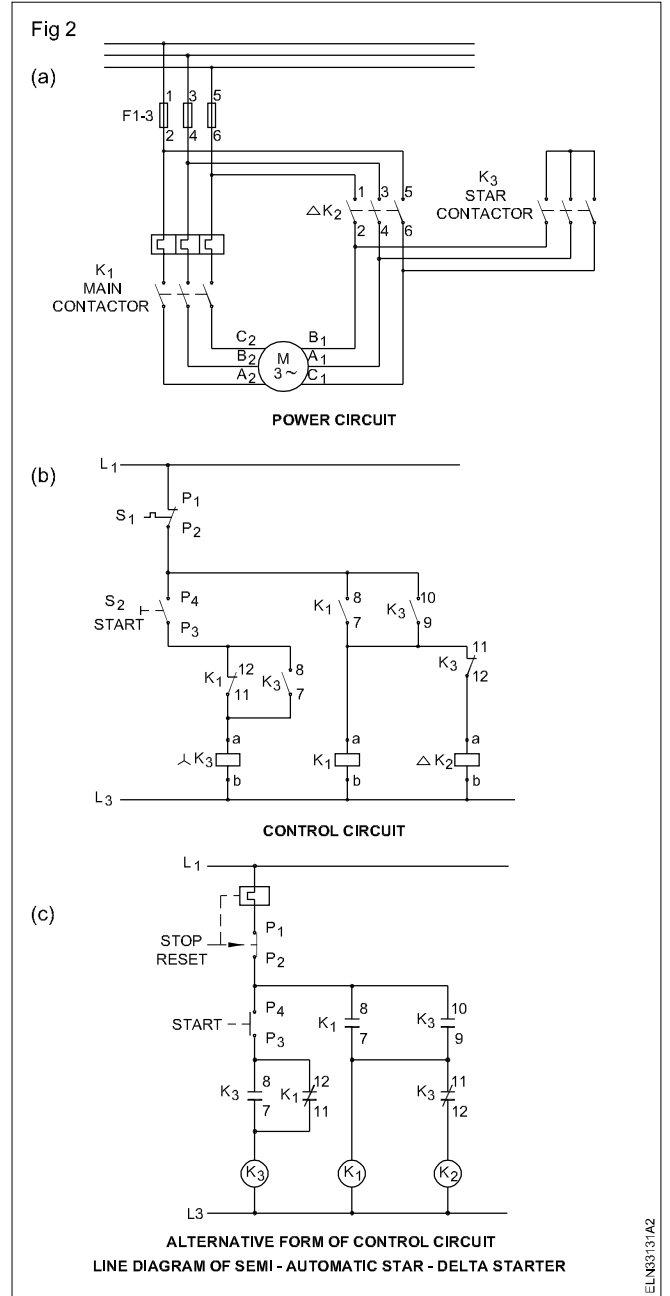 Fig 2
(a)
1 3 5
F1-3
2 4 6
K3
STAR
CONTACTOR
1 3 5
△K2
2 4 6
K1
MAIN
CONTACTOR
C2 B1
B2 M A1
A2 3~ C1
POWER CIRCUIT
(b)
L1
P1
S1
P2
S2 P4 K1 8 K3 10
START P3 7 9
K1 12 K3 8 K3 11
11 7 12
a a a
⅄K3 K1 △K2
b b b
L3
CONTROL CIRCUIT
(c)
L1
STOP P1
RESET P2
START P4 K1 8 K3 10
P3 7 9
K3 8 K1 12 K3 11
7 11 12
K3 K1 K2
L3
ALTERNATIVE FORM OF CONTROL CIRCUIT
LINE DIAGRAM OF SEMI - AUTOMATIC STAR - DELTA STARTER
ELN33131A2